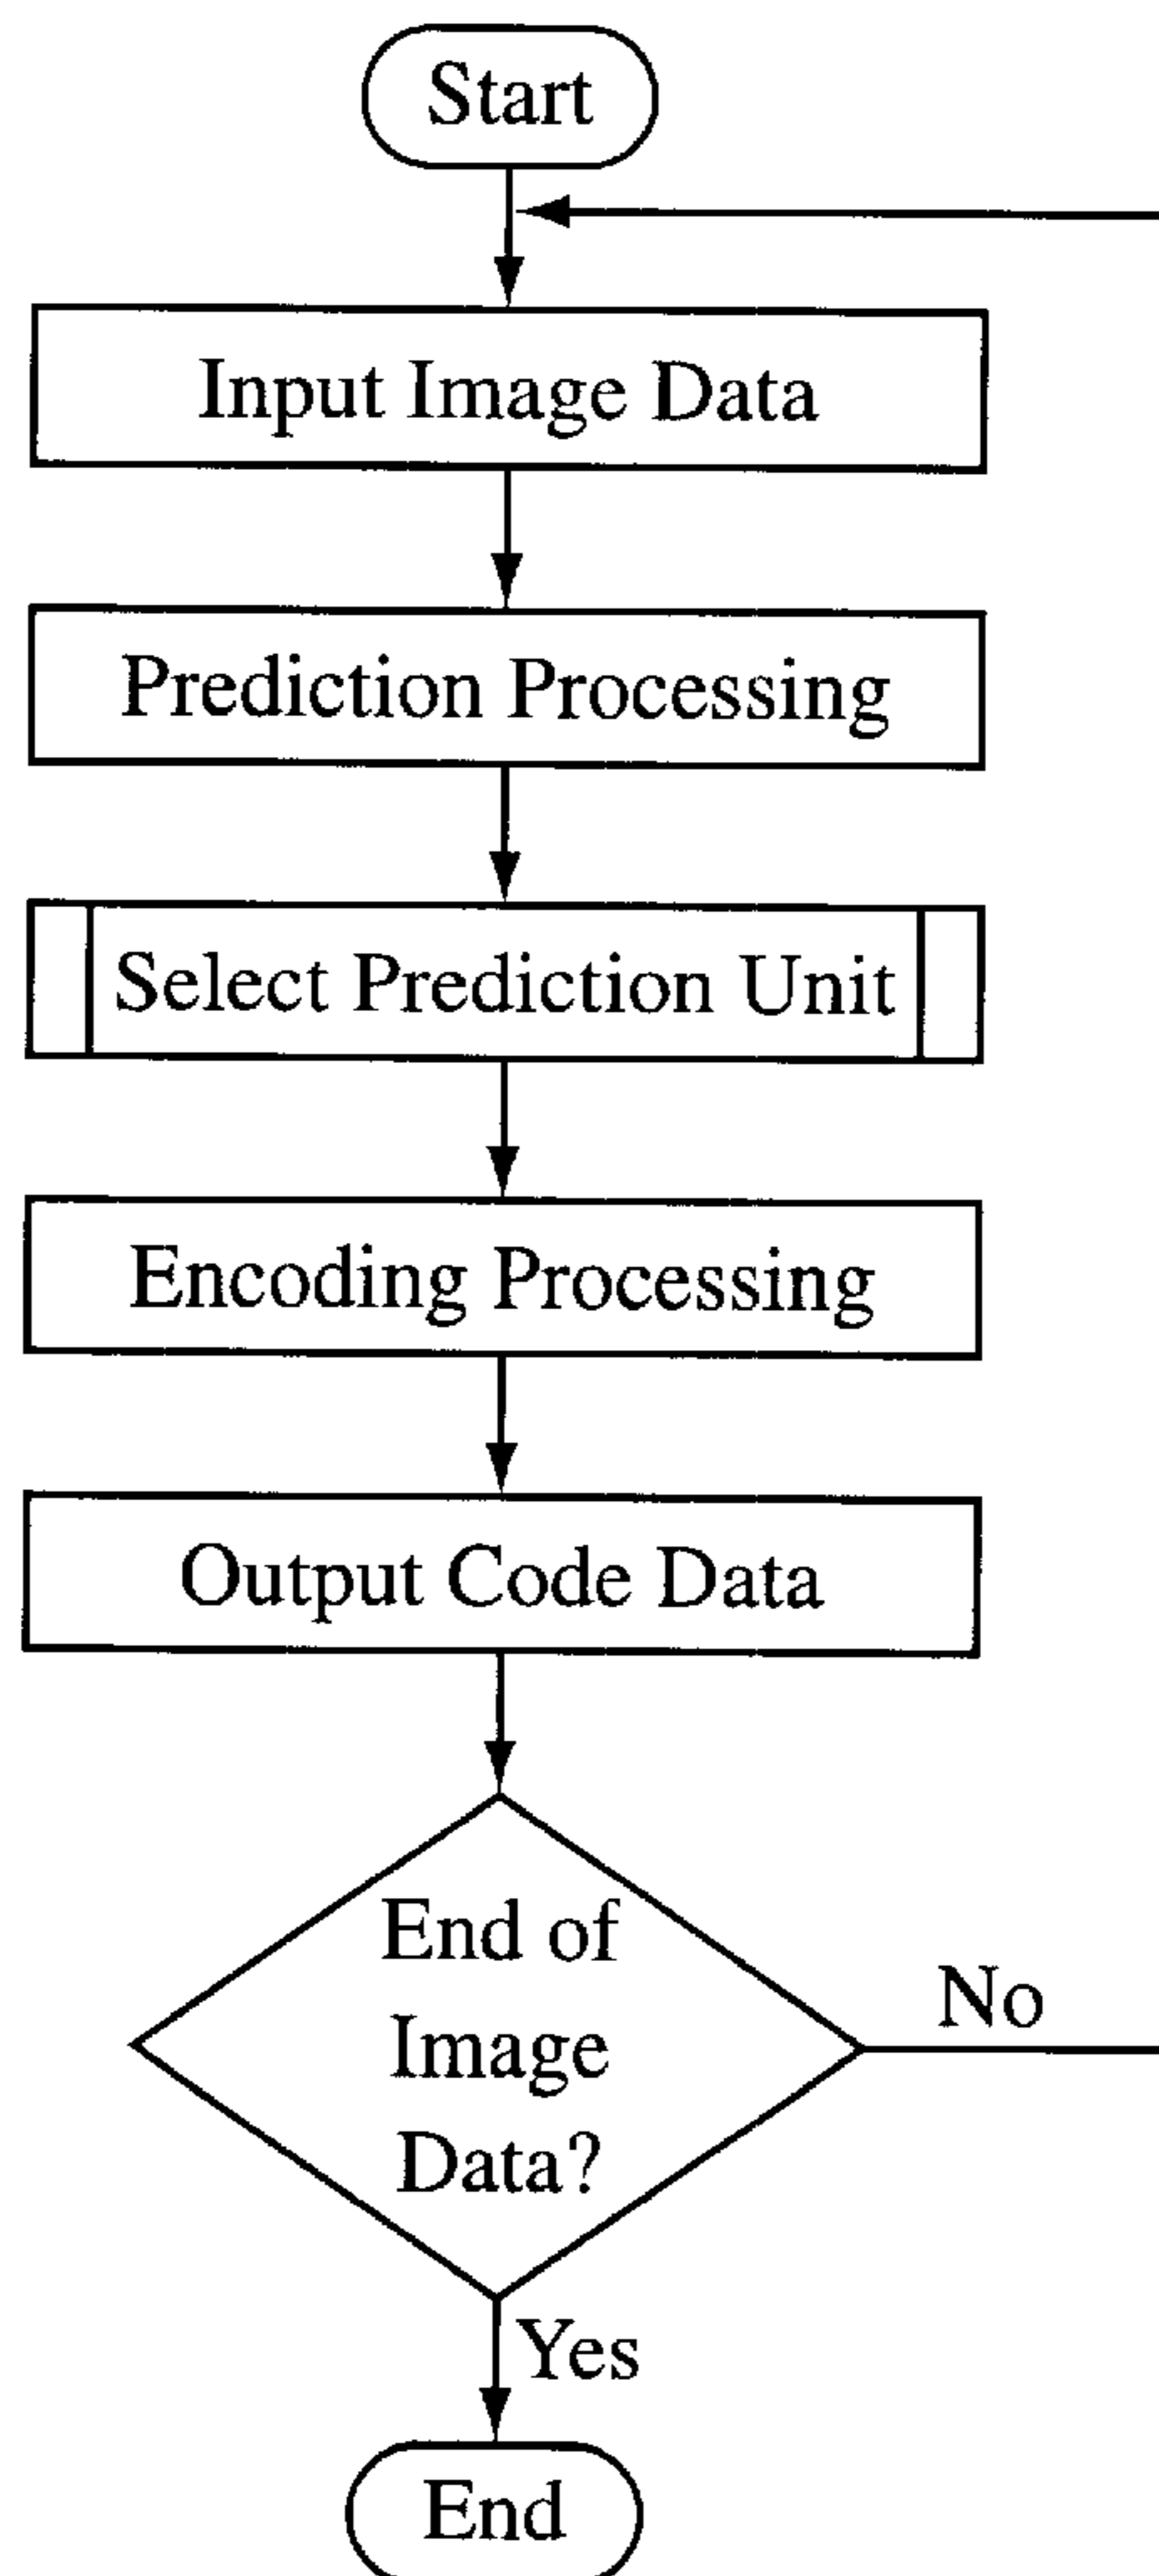 Start
Input Image Data
Prediction Processing
Select Prediction Unit
Encoding Processing
Output Code Data
End of
Image
Data?
No
Yes
End